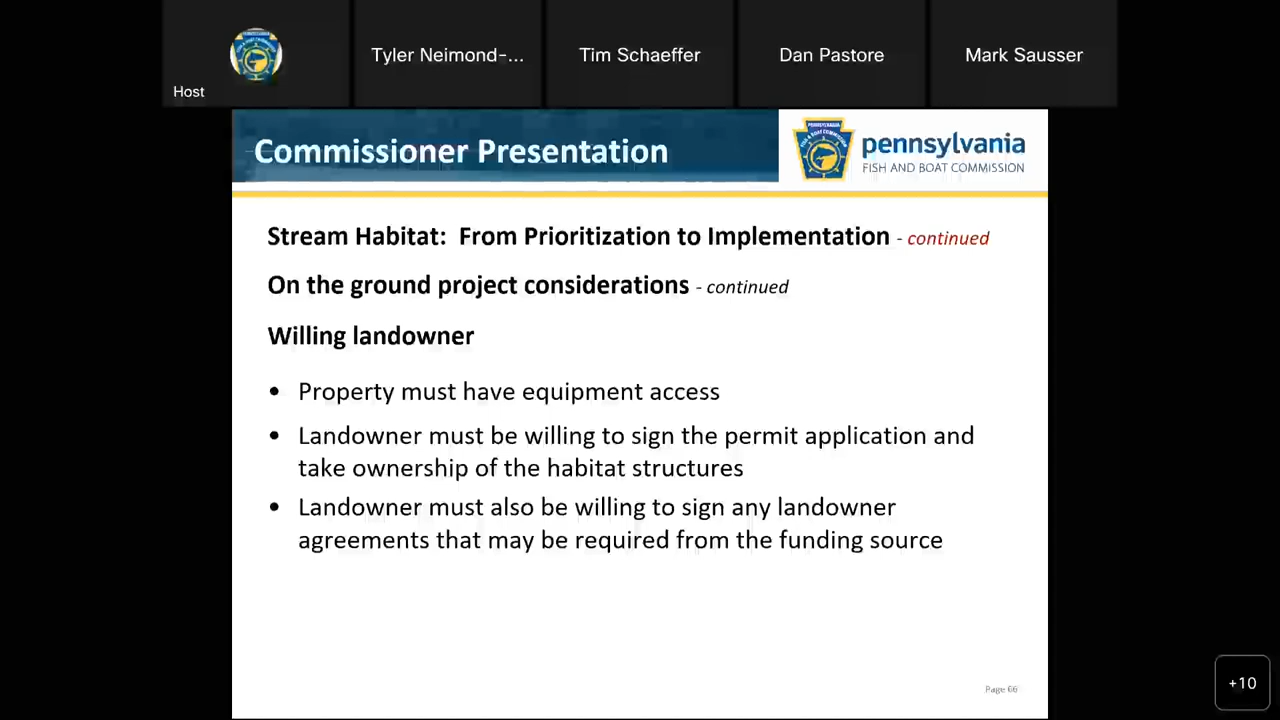 Host
Tyler Neimond-...
Tim Schaeffer
Dan Pastore
Mark Sausser
Commissioner Presentation
pennsylvania
FISH AND BOAT COMMISSION
Stream Habitat: From Prioritization to Implementation - continued
On the ground project considerations - continued
Willing landowner
• Property must have equipment access
• Landowner must be willing to sign the permit application and
take ownership of the habitat structures
• Landowner must also be willing to sign any landowner
agreements that may be required from the funding source
Page 66
+10